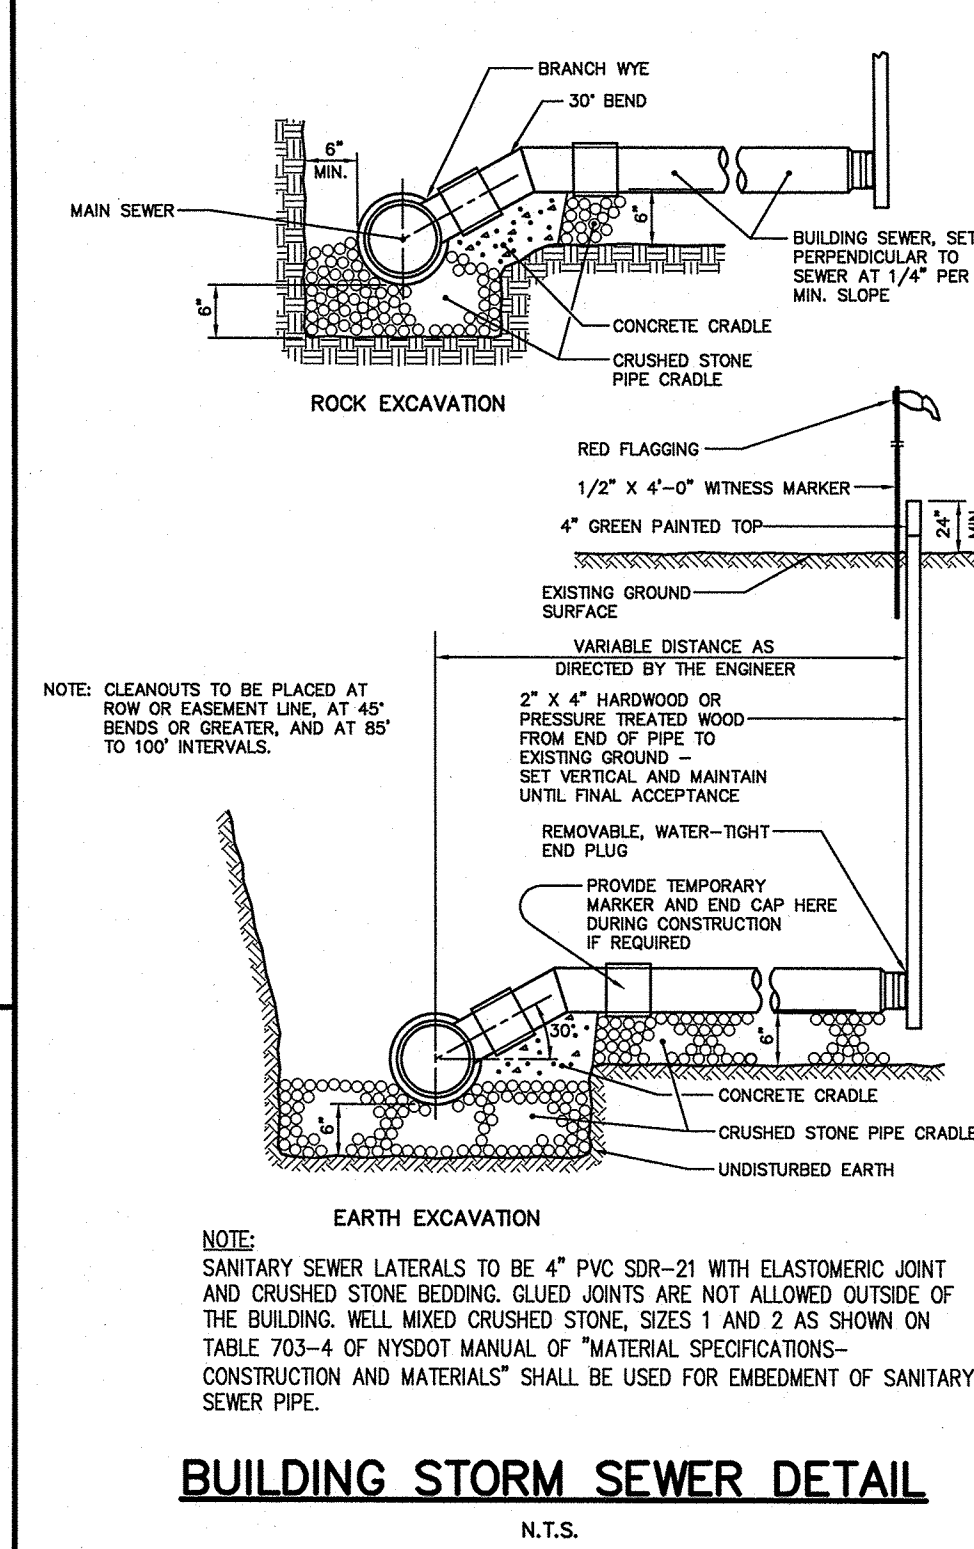 BRANCH WYE
30° BEND
6"
MIN.
MAIN SEWER
6"
6"
BUILDING SEWER, SET
PERPENDICULAR TO
SEWER AT 1/4" PER
MIN. SLOPE
CONCRETE CRADLE
CRUSHED STONE
PIPE CRADLE
ROCK EXCAVATION
RED FLAGGING
1/2" X 4'-0" WITNESS MARKER
4" GREEN PAINTED TOP
24"
MIN
EXISTING GROUND
SURFACE
VARIABLE DISTANCE AS
DIRECTED BY THE ENGINEER
NOTE: CLEANOUTS TO BE PLACED AT
ROW OR EASEMENT LINE, AT 45°
BENDS OR GREATER, AND AT 85'
TO 100' INTERVALS.
2" X 4" HARDWOOD OR
PRESSURE TREATED WOOD
FROM END OF PIPE TO
EXISTING GROUND –
SET VERTICAL AND MAINTAIN
UNTIL FINAL ACCEPTANCE
REMOVABLE, WATER-TIGHT
END PLUG
PROVIDE TEMPORARY
MARKER AND END CAP HERE
DURING CONSTRUCTION
IF REQUIRED
30°
6"
6"
CONCRETE CRADLE
CRUSHED STONE PIPE CRADLE
UNDISTURBED EARTH
EARTH EXCAVATION
NOTE:
SANITARY SEWER LATERALS TO BE 4" PVC SDR-21 WITH ELASTOMERIC JOINT
AND CRUSHED STONE BEDDING. GLUED JOINTS ARE NOT ALLOWED OUTSIDE OF
THE BUILDING. WELL MIXED CRUSHED STONE, SIZES 1 AND 2 AS SHOWN ON
TABLE 703-4 OF NYSDOT MANUAL OF "MATERIAL SPECIFICATIONS-
CONSTRUCTION AND MATERIALS" SHALL BE USED FOR EMBEDMENT OF SANITARY
SEWER PIPE.
BUILDING STORM SEWER DETAIL
N.T.S.